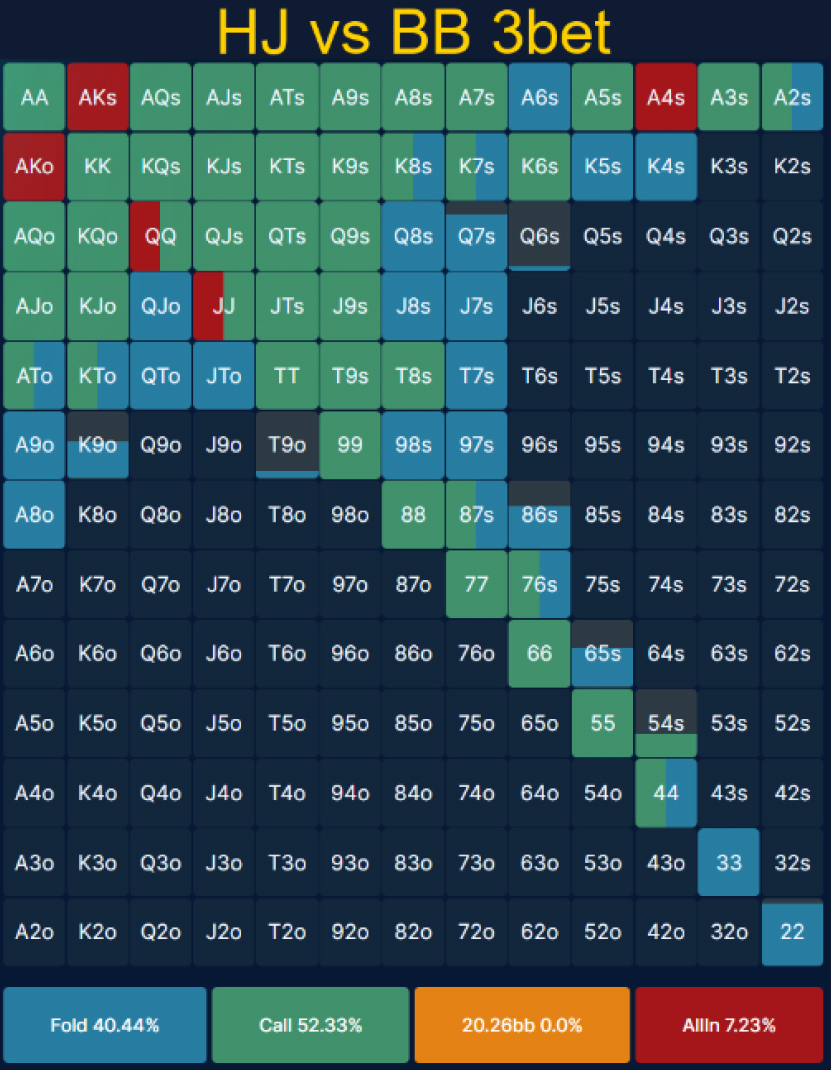 HJ vs BB 3bet
AA AKs AQs AJs ATs A9s A8s A7s A6s A5s A4s A3s A2s
AKo KK KQs KJs KTs K9s K8s K7s K6s K5s K4s K3s K2s
AQo KQo QQ QJs QTs Q9s Q8s Q7s Q6s Q5s Q4s Q3s Q2s
AJo KJo QJo JJ JTs J9s J8s J7s J6s J5s J4s J3s J2s
ATo KTo QTo JTo TT T9s T8s T7s T6s T5s T4s T3s T2s
A9o K9o Q9o J9o T9o 99 98s 97s 96s 95s 94s 93s 92s
A8o K8o Q8o J8o T8o 98o 88 87s 86s 85s 84s 83s 82s
A7o K7o Q7o J7o T7o 97o 87o 77 76s 75s 74s 73s 72s
A6o K6o Q6o J6o T6o 96o 86o 76o 66 65s 64s 63s 62s
A5o K5o Q5o J5o T5o 95o 85o 75o 65o 55 54s 53s 52s
A4o K4o Q4o J4o T4o 94o 84o 74o 64o 54o 44 43s 42s
A3o K3o Q3o J3o T3o 93o 83o 73o 63o 53o 43o 33 32s
A2o K2o Q2o J2o T2o 92o 82o 72o 62o 52o 42o 32o 22
Fold 40.44% Call 52.33% 20.26bb 0.0% AllIn 7.23%